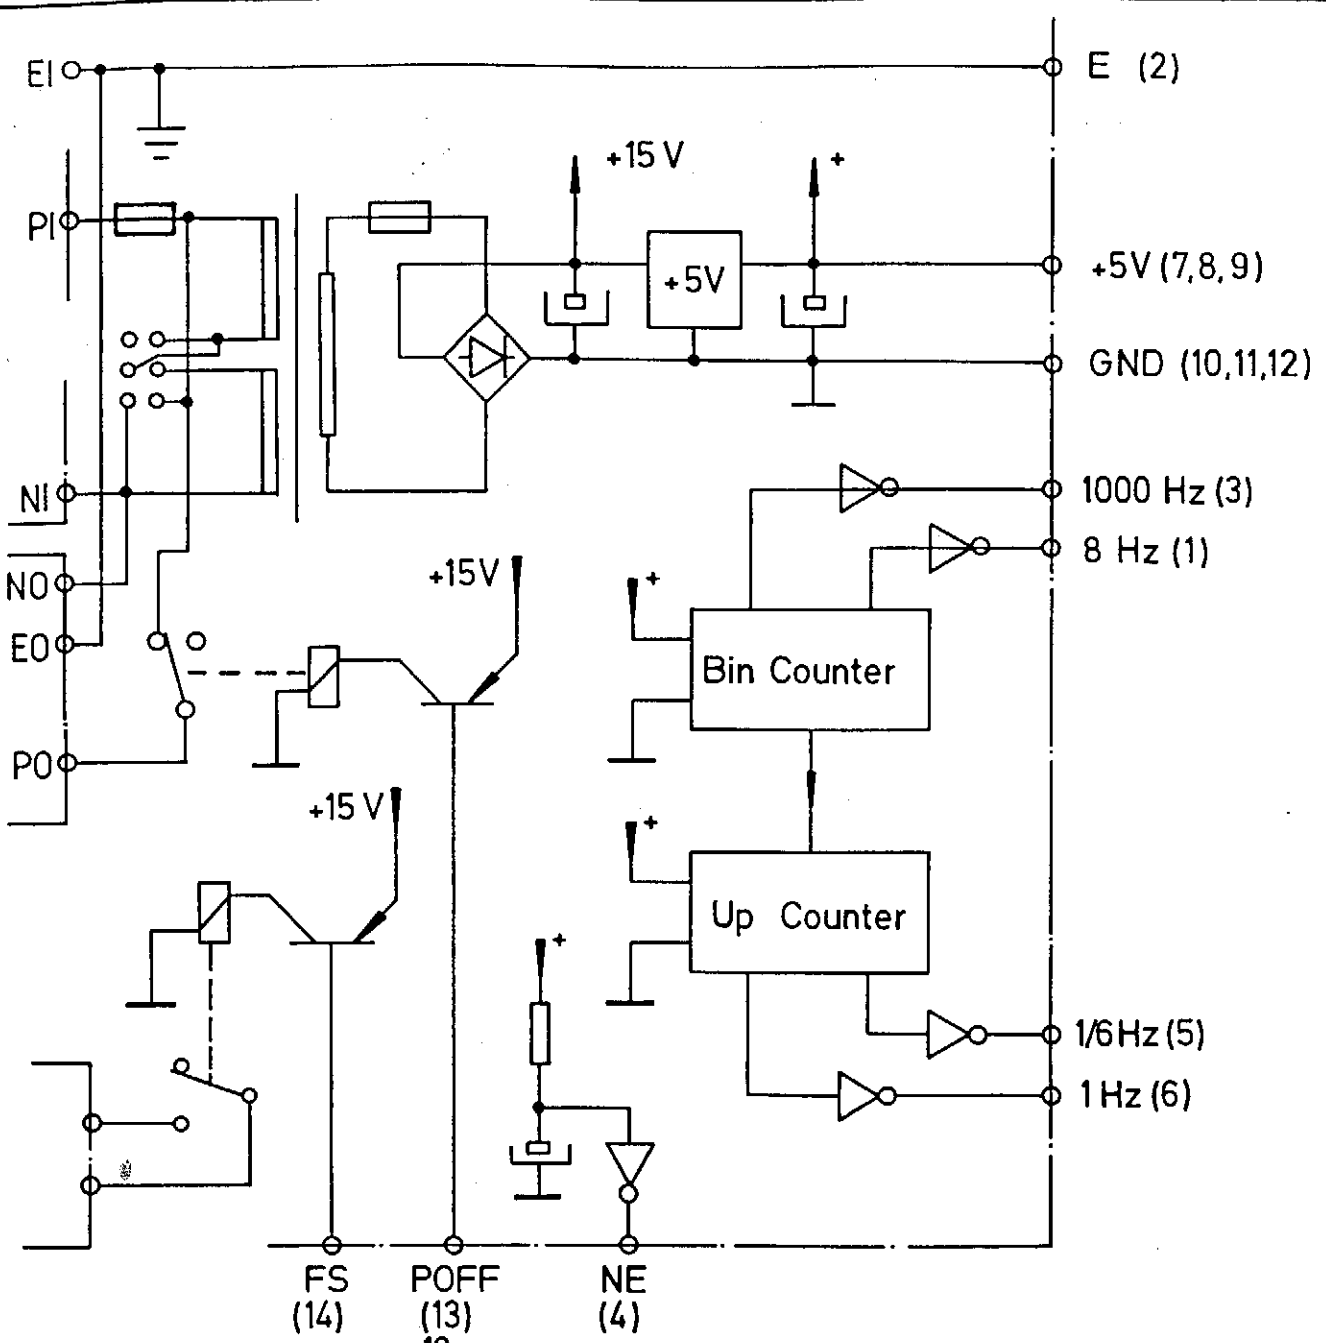 EI
E (2)
+15 V
+
PI
+5V
+5V (7,8,9)
GND (10,11,12)
NI
1000 Hz (3)
8 Hz (1)
NO
+15V
+
EO
Bin Counter
PO
+15 V
+
Up Counter
+
1/6Hz (5)
1 Hz (6)
FS
(14)
POFF
(13)
NE
(4)